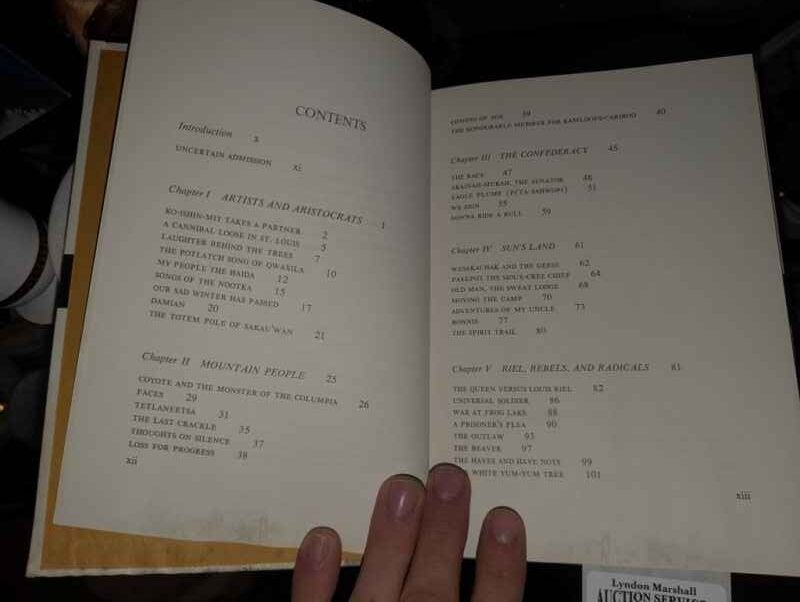 CONTENTS
Introduction x
UNCERTAIN ADMISSION xi
Chapter I ARTISTS AND ARISTOCRATS 1
KO-ISHIN-MIT TAKES A PARTNER 2
A CANNIBAL LOOSE IN ST. LOUIS 5
LAUGHTER BEHIND THE TREES 7
THE POTLATCH SONG OF QWAXILA 10
MY PEOPLE THE HAIDA 12
SONGS OF THE NOOTKA 15
OUR SAD WINTER HAS PASSED 17
DAMIAN 20
THE TOTEM POLE OF SAKAU'WAN 21
Chapter II MOUNTAIN PEOPLE 25
COYOTE AND THE MONSTER OF THE COLUMBIA 26
FACES 29
TETLANEETSA 31
THE LAST CRACKLE 35
THOUGHTS ON SILENCE 37
LOSS FOR PROGRESS 38
xii
39
THE HONOURABLE MEMBER FOR KAMLOOPS-CARIBOO 40
Chapter III THE CONFEDERACY 45
THE RACE 47
THE SENATOR 48
EAGLE PLUME 51
WE SHIN 55
GONNA RIDE A BULL 59
Chapter IV SUN'S LAND 61
WESAKACHAK AND THE GEESE 62
THE SIOUX-CREE CHIEF 64
OLD MAN, THE SWEAT LODGE 68
MOVING THE CAMP 70
ADVENTURES OF MY UNCLE 73
BONNIE 77
THE SPIRIT TRAIL 80
Chapter V RIEL, REBELS, AND RADICALS 81
THE QUEEN VERSUS LOUIS RIEL 82
UNIVERSAL SOLDIER 86
WAR AT FROG LAKE 88
A PRISONER'S PLEA 90
THE OUTLAW 93
THE BEAVER 97
THE HAVES AND HAVE NOTS 99
WHITE YUM-YUM TREE 101
xiii
Lyndon Marshall
AUCTION SERVICE